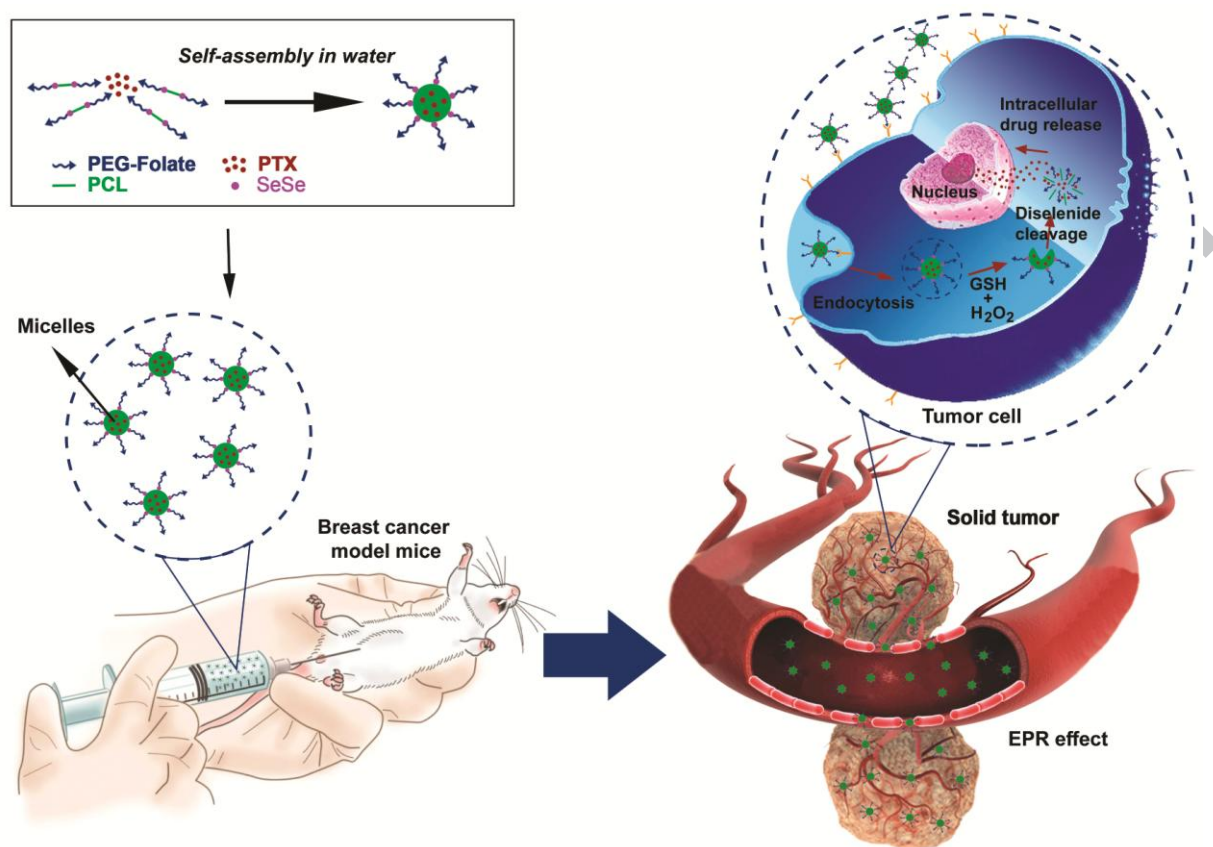 Self-assembly in water
PEG-Folate
PTX
PCL
SeSe
Micelles
Breast cancer
model mice
Intracellular
drug release
Nucleus
Diselenide
cleavage
Endocytosis
GSH
+
H₂O₂
Tumor cell
Solid tumor
EPR effect